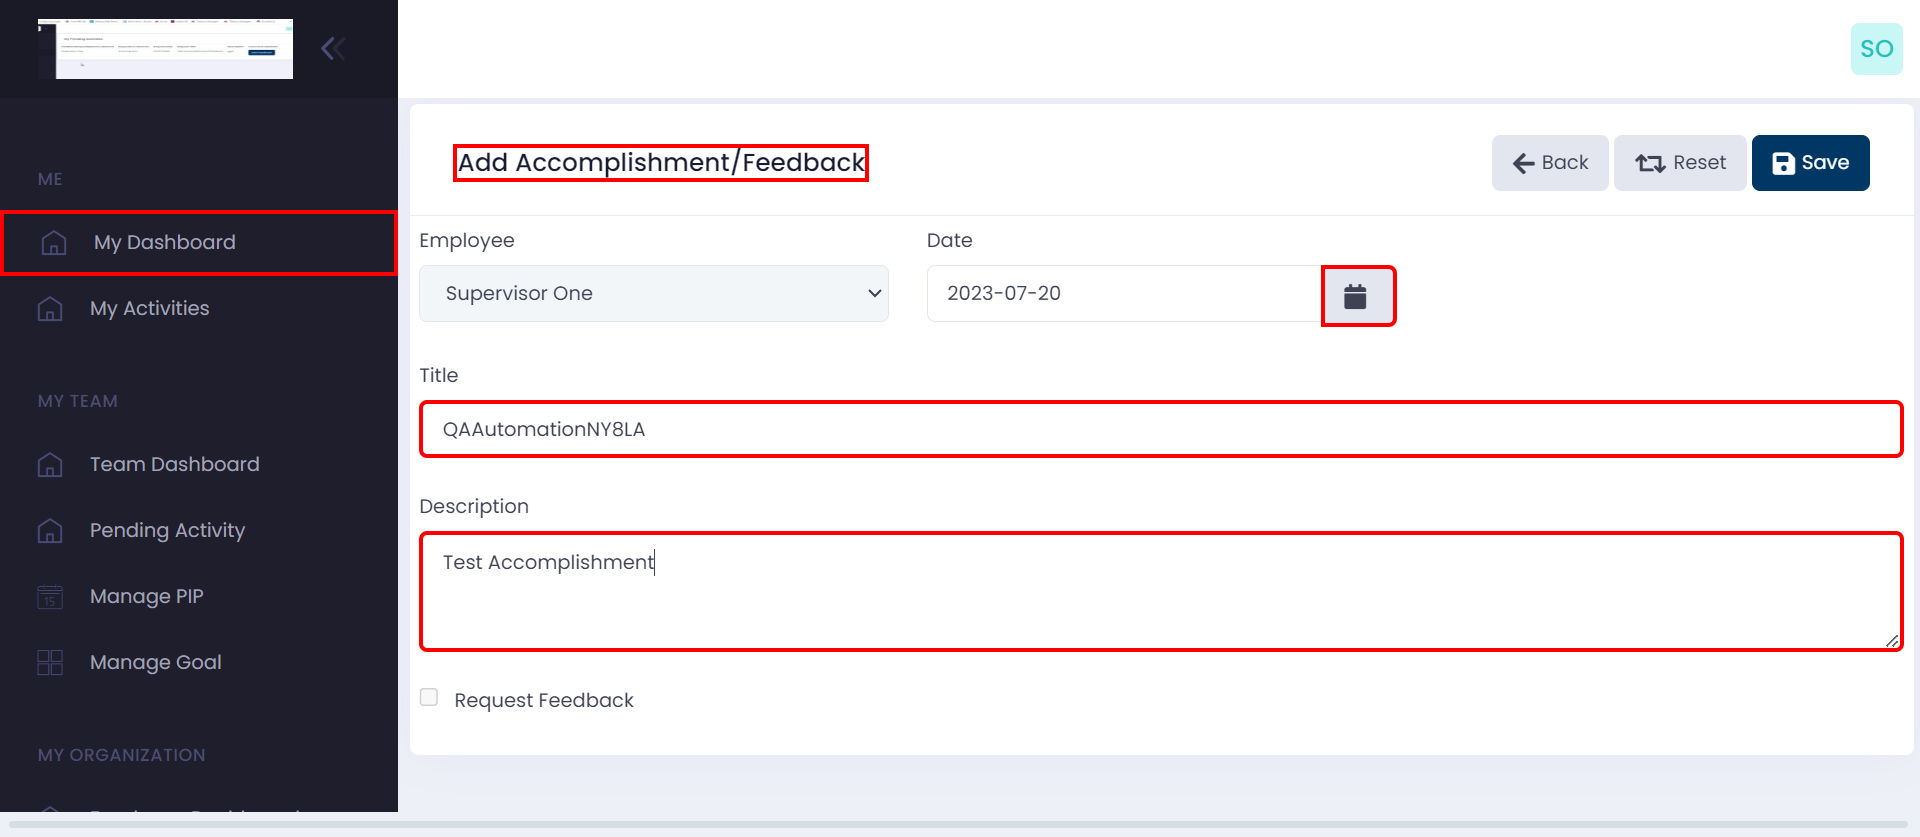 SO
ME
My Dashboard
My Activities
MY TEAM
Team Dashboard
Pending Activity
15
Manage PIP
Manage Goal
MY ORGANIZATION
Add Accomplishment/Feedback
Back
Reset
Save
Employee
Date
Supervisor One
2023-07-20
Title
QAAutomationNY8LA
Description
Test Accomplishment
Request Feedback